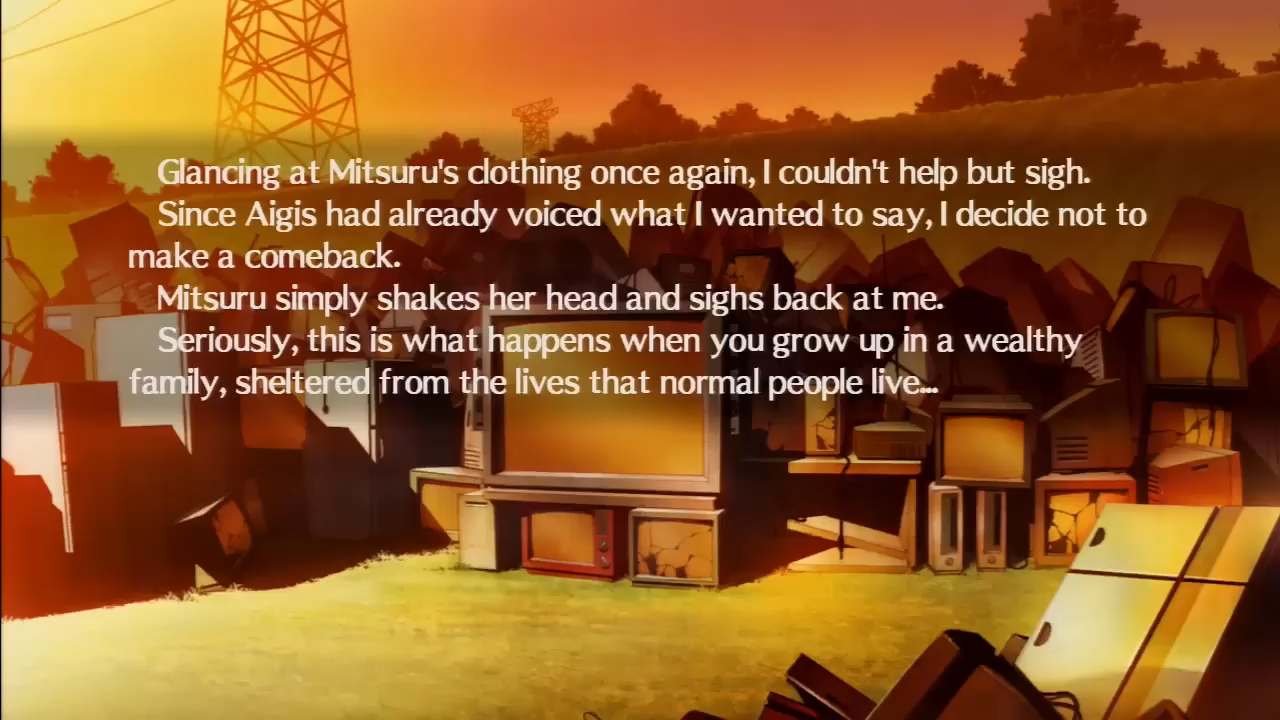 Glancing at Mitsuru's clothing once again, I couldn't help but sigh.
Since Aigis had already voiced what I wanted to say, I decide not to
make a comeback.
Mitsuru simply shakes her head and sighs back at me.
Seriously, this is what happens when you grow up in a wealthy
family, sheltered from the lives that normal people live...